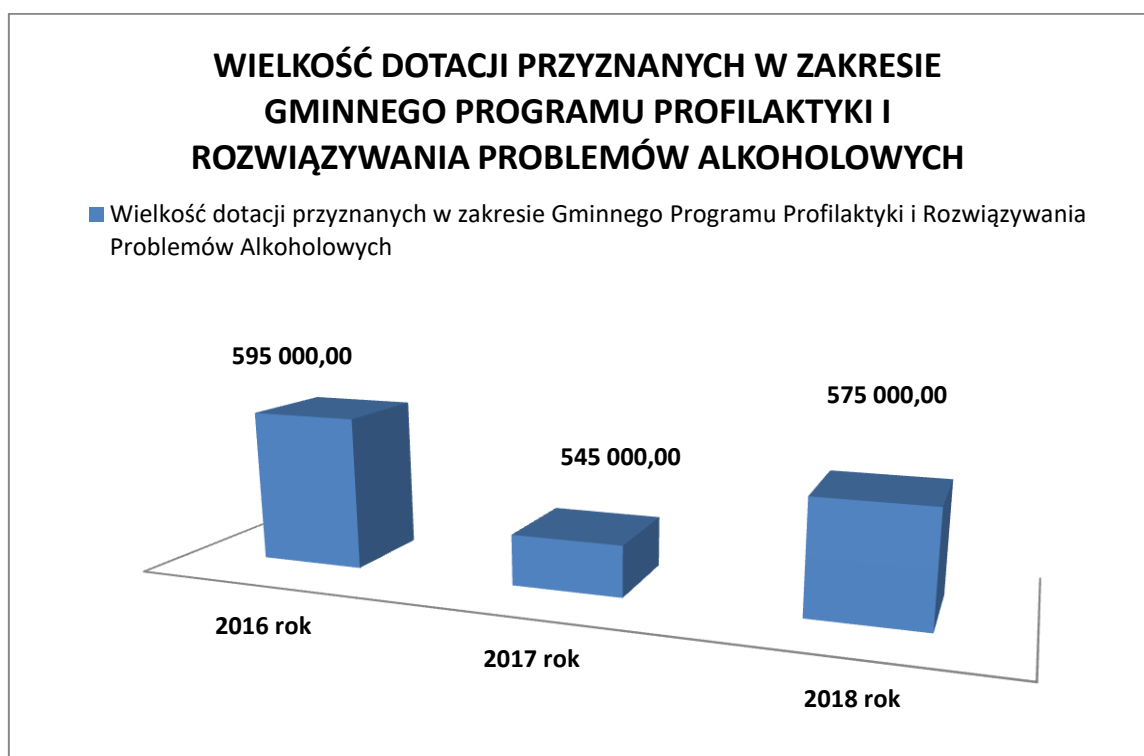 WIELKOŚĆ DOTACJI PRZYZNANYCH W ZAKRESIE
GMINNEGO PROGRAMU PROFILAKTYKI I
ROZWIĄZYWANIA PROBLEMÓW ALKOHOLOWYCH
Wielkość dotacji przyznanych w zakresie Gminnego Programu Profilaktyki i Rozwiązywania
Problemów Alkoholowych
595 000,00
545 000,00
575 000,00
2016 rok
2017 rok
2018 rok